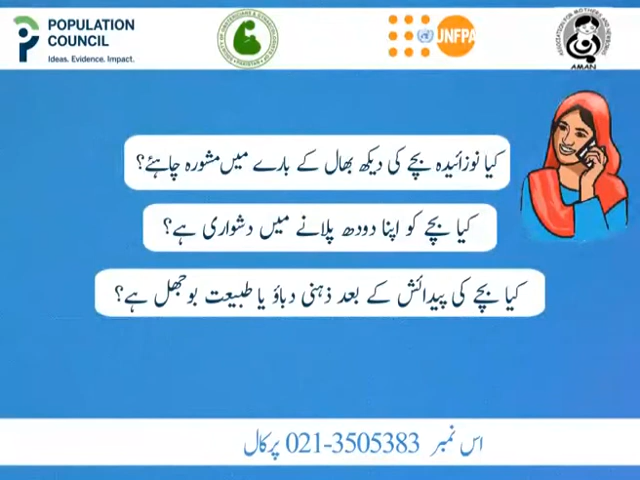 POPULATION
COUNCIL
Ideas. Evidence. Impact.
UNFPA
AMAN
کیا نوزائیدہ بچے کی دیکھ بھال کے بارے میں مشورہ چاہئے؟
کیا بچے کو اپنا دودھ پلانے میں دشواری ہے؟
کیا بچے کی پیدائش کے بعد ذہنی دباؤ یا طبیعت بوجھل ہے؟
اس نمبر 021-3505383 پر کال